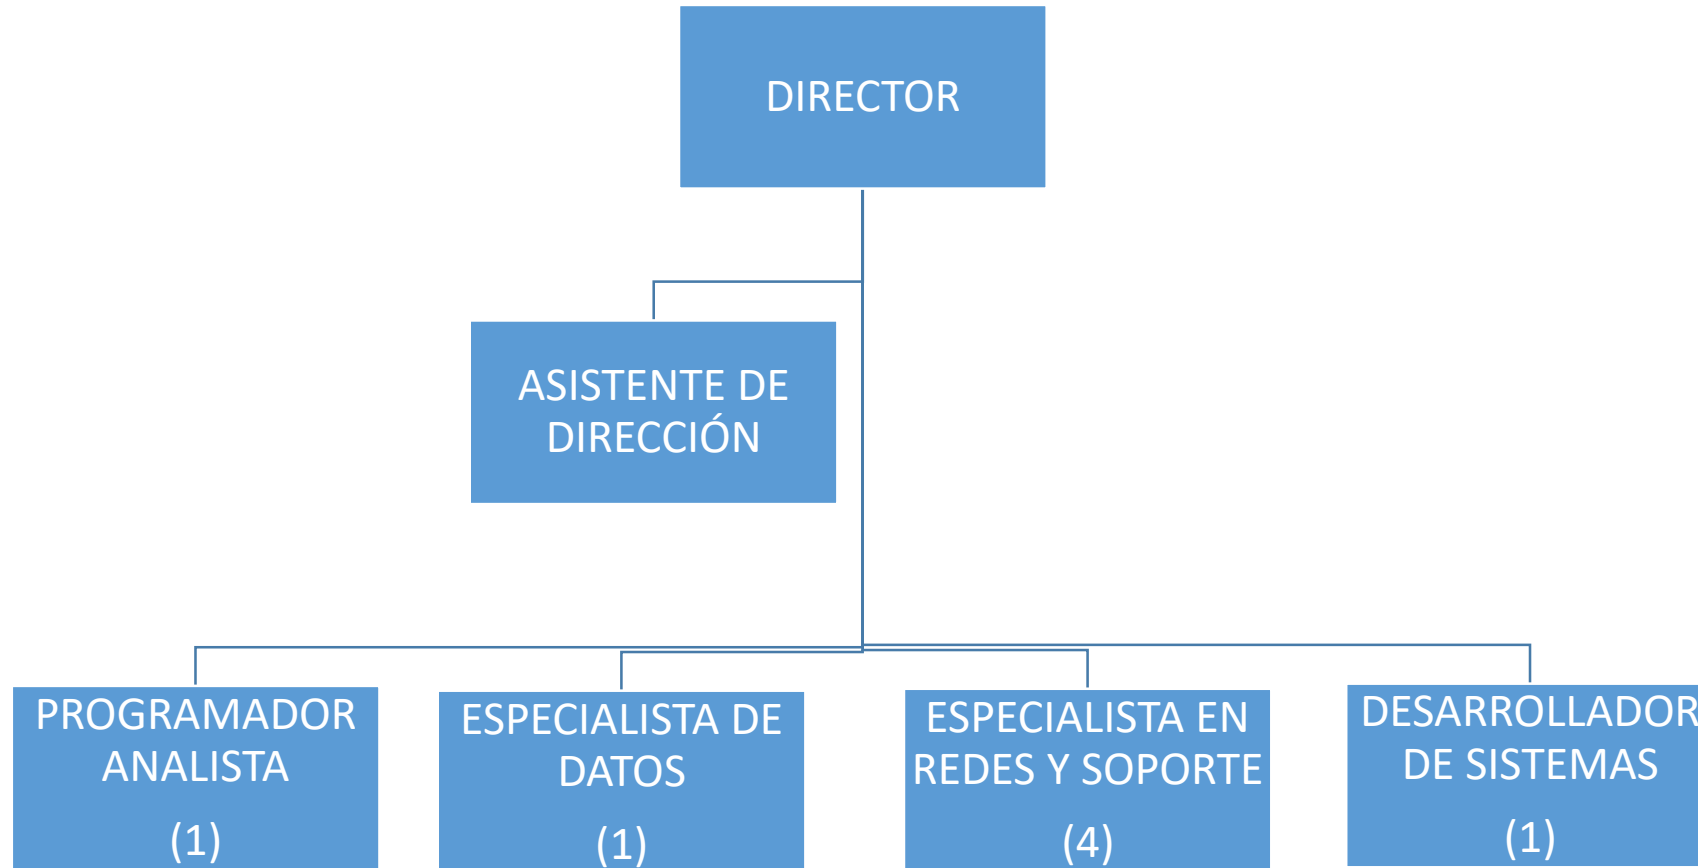 DIRECTOR
ASISTENTE DE
DIRECCIÓN
PROGRAMADOR
ANALISTA
(1)
ESPECIALISTA DE
DATOS
(1)
ESPECIALISTA EN
REDES Y SOPORTE
(4)
DESARROLLADOR
DE SISTEMAS
(1)